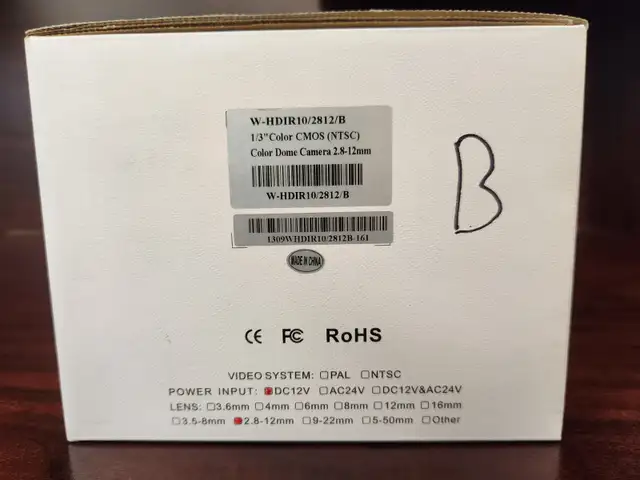 W-HDIR10/2812/B
1/3"Color CMOS (NTSC)
Color Dome Camera 2.8-12mm
W-HDIR10/2812/B
1309WHDIR10/2812B-161
MADE IN CHINA
B
CE FC RoHS
VIDEO SYSTEM: □PAL □NTSC
POWER INPUT: ■DC12V □AC24V □DC12V&AC24V
LENS: □3.6mm □4mm □6mm □8mm □12mm □16mm
□3.5-8mm ■2.8-12mm □9-22mm □5-50mm □Other